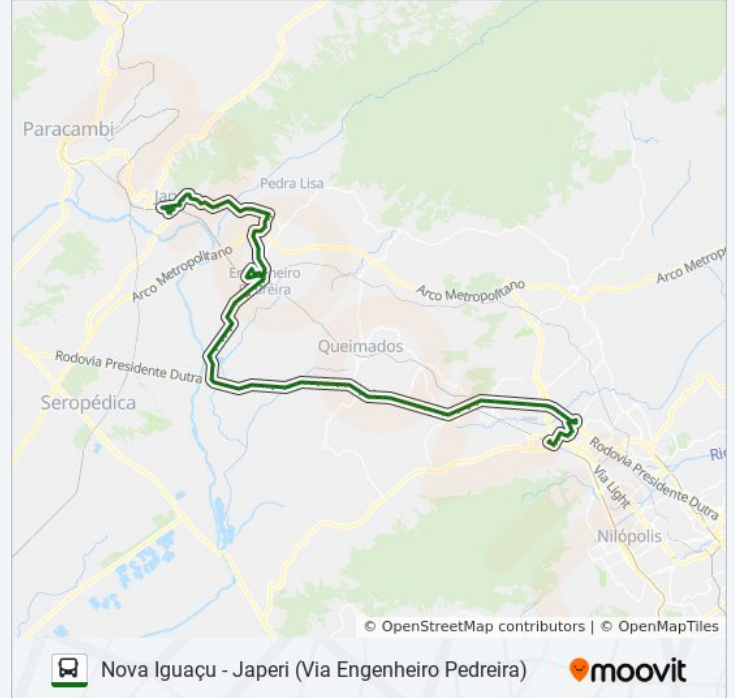 Paracambi
Pedra Lisa
Arco Metropolitano
Arco Metropolitano
Arco Metrop
Queimados
Rodovia Presidente Dutra
Seropédica
Rodovia Presidente Dutra
Via Light
Nilópolis
© OpenStreetMap contributors | © OpenMapTiles
Nova Iguaçu - Japeri (Via Engenheiro Pedreira)
moovit